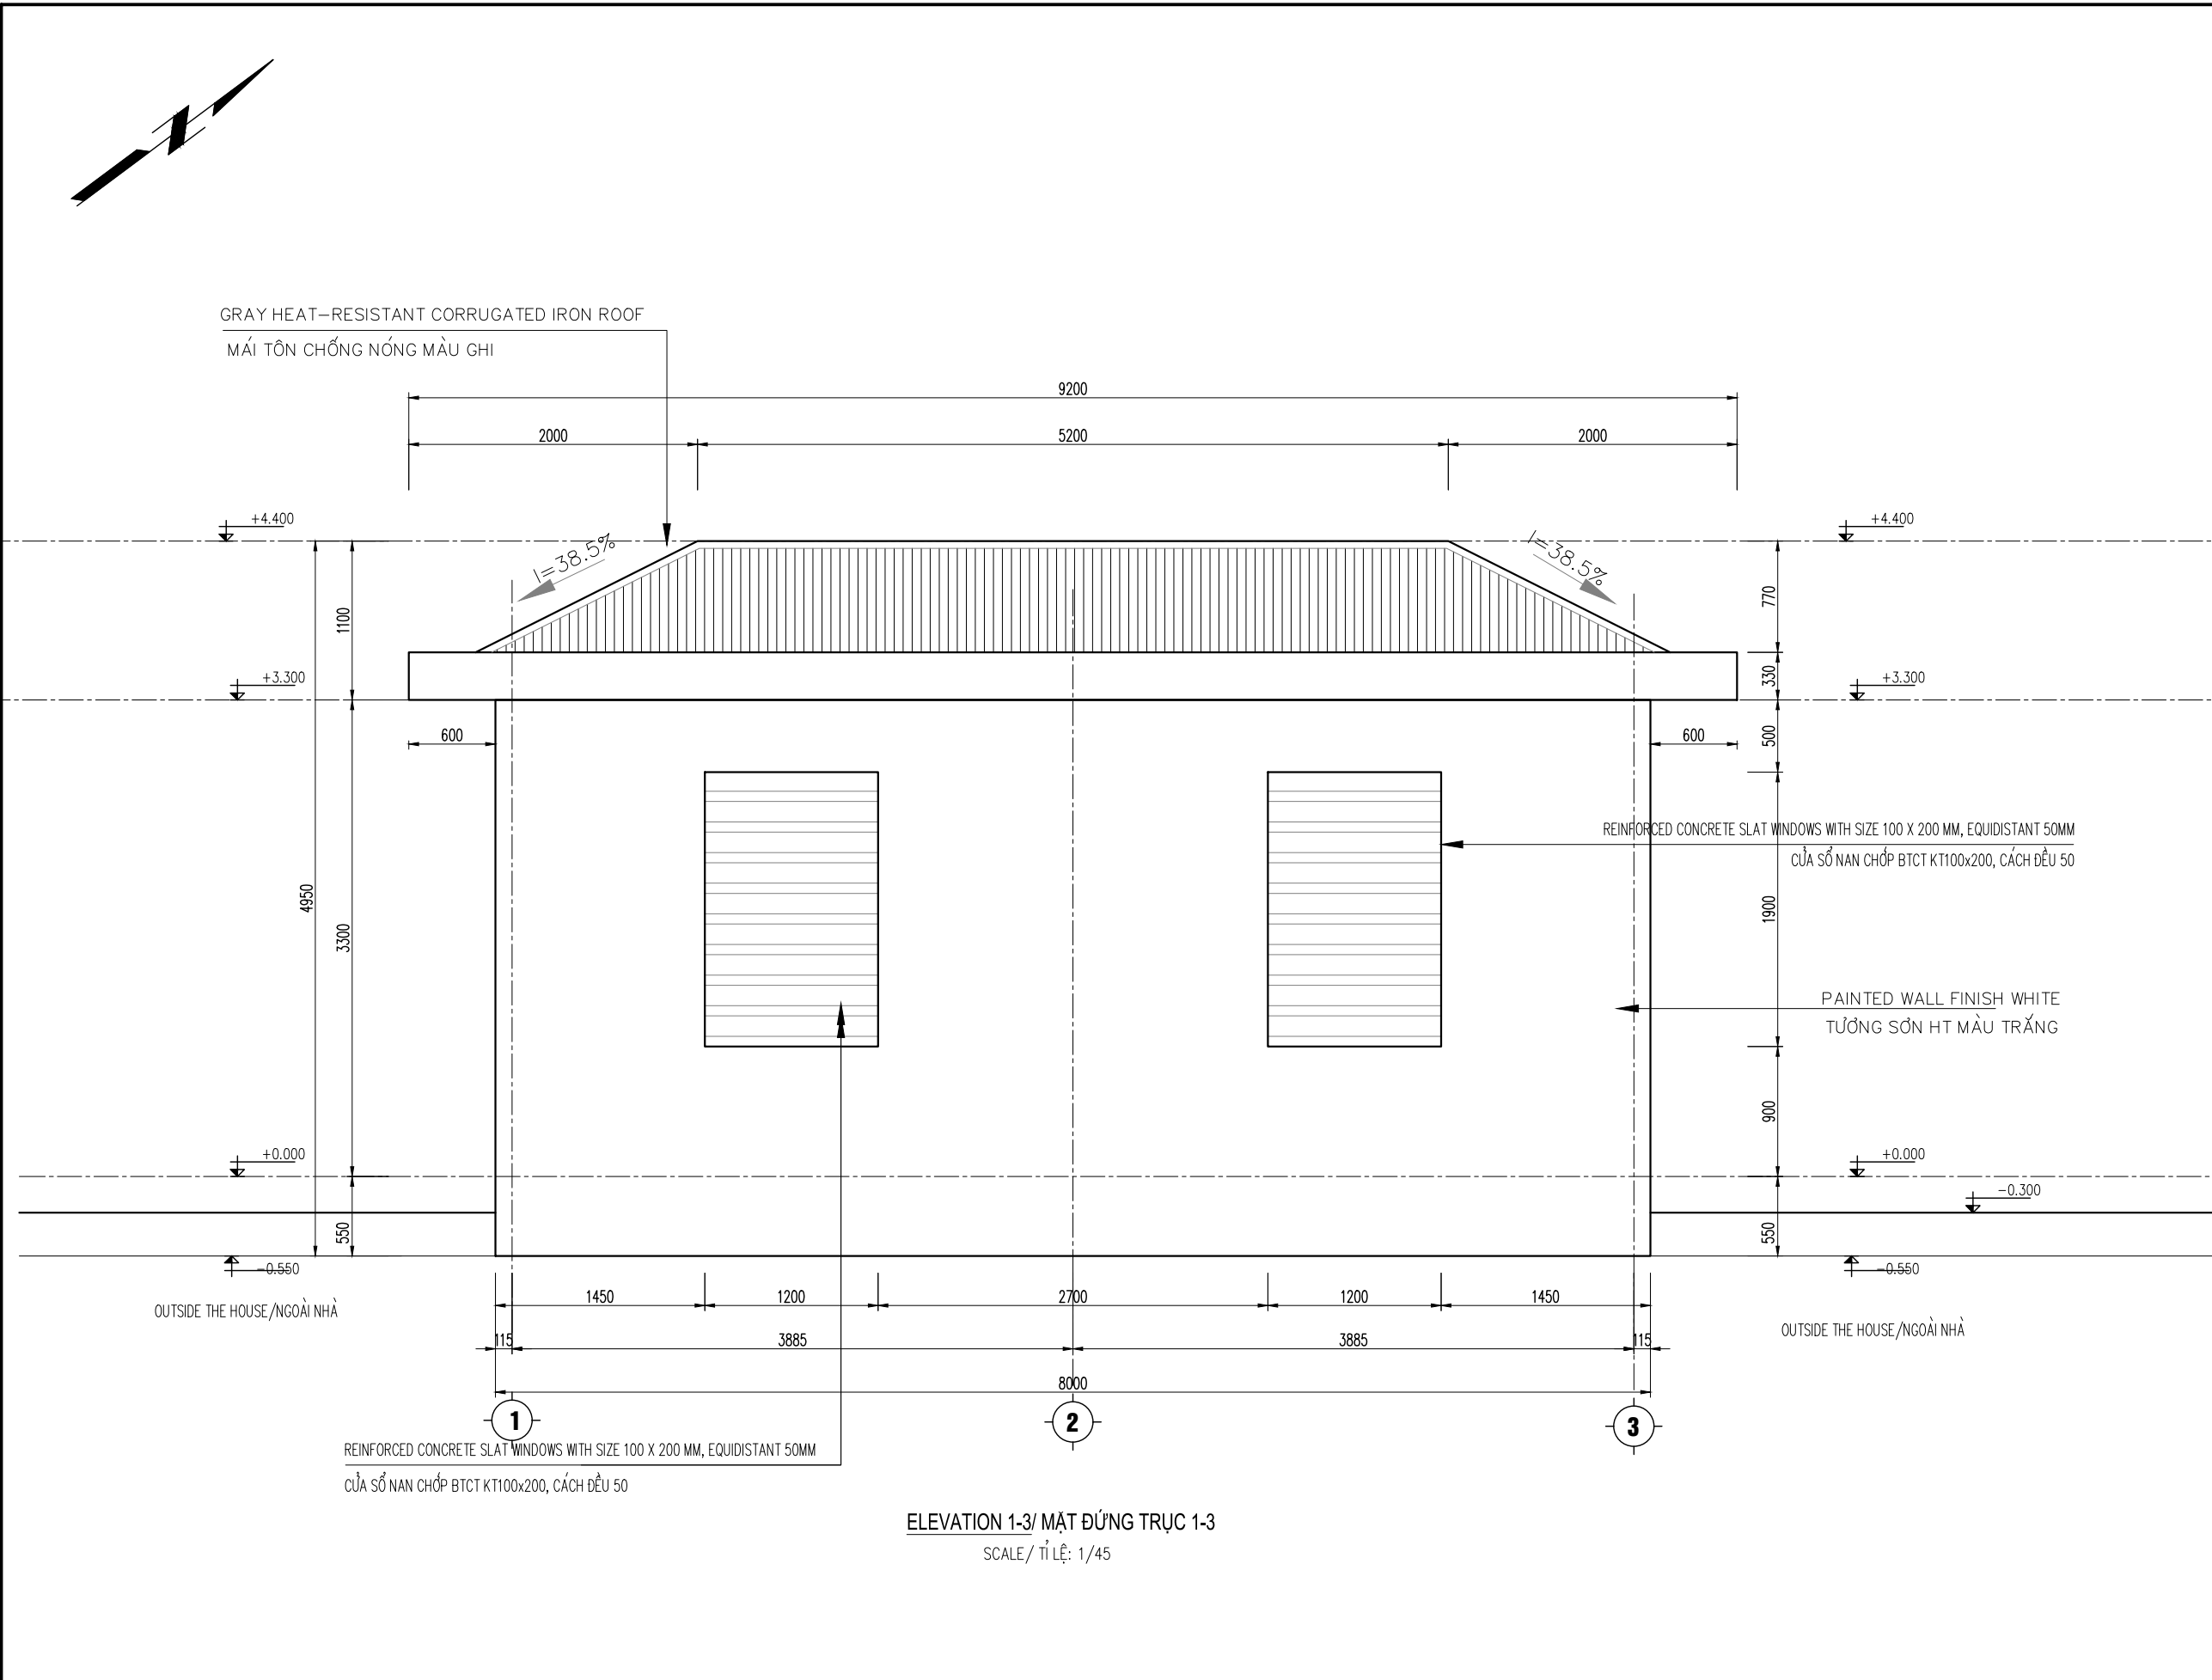 GRAY HEAT-RESISTANT CORRUGATED IRON ROOF
MÁI TÔN CHỐNG NÓNG MÀU GHI
9200
2000
5200
2000
+4.400
+4.400
I=38.5%
I=38.5%
1100
770
+3.300
330
+3.300
600
600
500
REINFORCED CONCRETE SLAT WINDOWS WITH SIZE 100 X 200 MM, EQUIDISTANT 50MM
CỬA SỔ NAN CHỚP BTCT KT100x200, CÁCH ĐỀU 50
4950
3300
1900
PAINTED WALL FINISH WHITE
TƯỜNG SƠN HT MÀU TRẮNG
900
+0.000
+0.000
-0.300
550
550
-0.550
-0.550
OUTSIDE THE HOUSE/NGOÀI NHÀ
OUTSIDE THE HOUSE/NGOÀI NHÀ
1450
1200
2700
1200
1450
115
3885
3885
115
8000
1
2
3
REINFORCED CONCRETE SLAT WINDOWS WITH SIZE 100 X 200 MM, EQUIDISTANT 50MM
CỬA SỔ NAN CHỚP BTCT KT100x200, CÁCH ĐỀU 50
ELEVATION 1-3/ MẶT ĐỨNG TRỤC 1-3
SCALE/ TỈ LỆ: 1/45